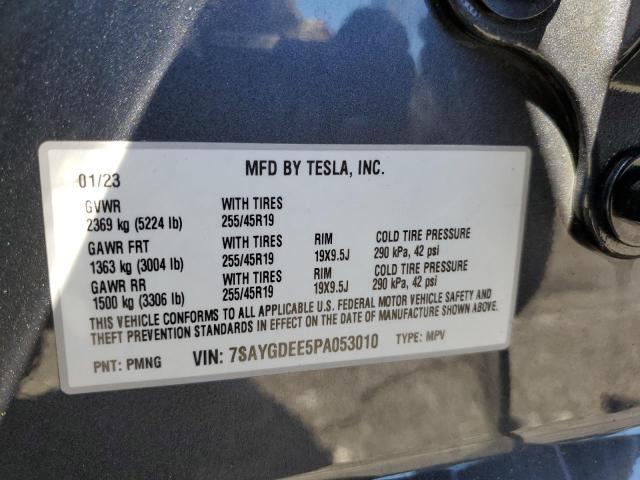 MFD BY TESLA, INC.
01/23
GVWR WITH TIRES
2369 kg (5224 lb) 255/45R19
GAWR FRT WITH TIRES RIM COLD TIRE PRESSURE
1363 kg (3004 lb) 255/45R19 19X9.5J 290 kPa, 42 psi
GAWR RR WITH TIRES RIM COLD TIRE PRESSURE
1500 kg (3306 lb) 255/45R19 19X9.5J 290 kPa, 42 psi
THIS VEHICLE CONFORMS TO ALL APPLICABLE U.S. FEDERAL MOTOR VEHICLE SAFETY AND
THEFT PREVENTION STANDARDS IN EFFECT ON THE DATE OF MANUFACTURE SHOWN ABOVE.
PNT: PMNG VIN: 7SAYGDEE5PA053010 TYPE: MPV